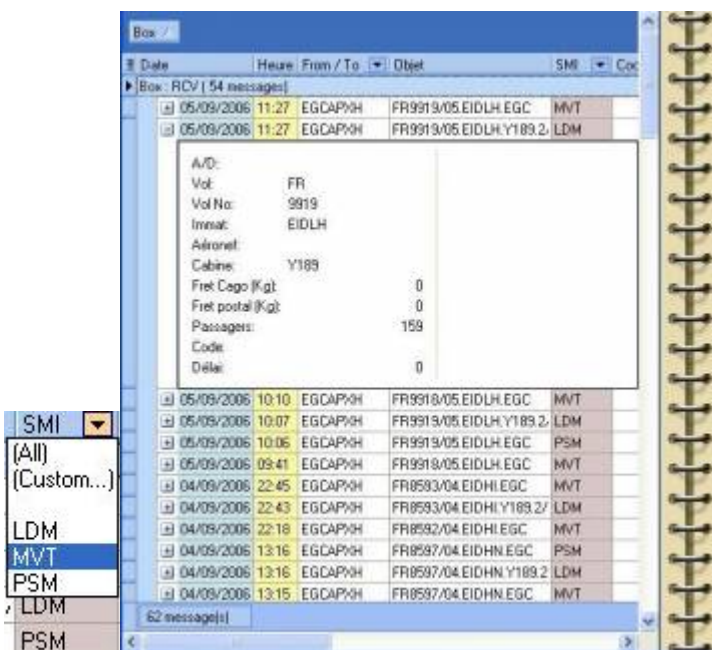 Box
Date Heure From / To Objet SMI Coc
Box : RCV ( 54 messages)
05/09/2006 11:27 EGCAPXH FR9919/05.EIDLH.EGC MVT
05/09/2006 11:27 EGCAPXH FR9919/05.EIDLH.Y189.2/ LDM
A/D:
Vol: FR
Vol No: 9919
Immat: EIDLH
Aéronef:
Cabine: Y189
Fret Cago (Kg): 0
Fret postal (Kg): 0
Passagers: 159
Code:
Délai: 0
05/09/2006 10:10 EGCAPXH FR9918/05.EIDLH.EGC MVT
05/09/2006 10:07 EGCAPXH FR9919/05.EIDLH.Y189.2/ LDM
05/09/2006 10:06 EGCAPXH FR9919/05.EIDLH.EGC PSM
05/09/2006 09:41 EGCAPXH FR9918/05.EIDLH.EGC MVT
04/09/2006 22:45 EGCAPXH FR8593/04.EIDHI.EGC MVT
04/09/2006 22:43 EGCAPXH FR8593/04.EIDHI.Y189.2/ LDM
04/09/2006 22:18 EGCAPXH FR8592/04.EIDHI.EGC MVT
04/09/2006 13:16 EGCAPXH FR8597/04.EIDHN.EGC PSM
04/09/2006 13:16 EGCAPXH FR8597/04.EIDHN.Y189.2 LDM
04/09/2006 13:15 EGCAPXH FR8597/04.EIDHN.EGC MVT
62 message(s)
SMI
(All)
(Custom...)
LDM
MVT
PSM
LDM
PSM